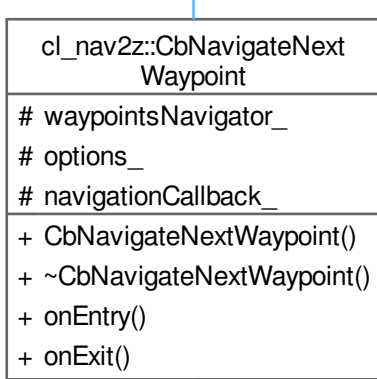 cl_nav2z::CbNavigateNext
Waypoint
# waypointsNavigator_
# options_
# navigationCallback_
+ CbNavigateNextWaypoint()
+ ~CbNavigateNextWaypoint()
+ onEntry()
+ onExit()